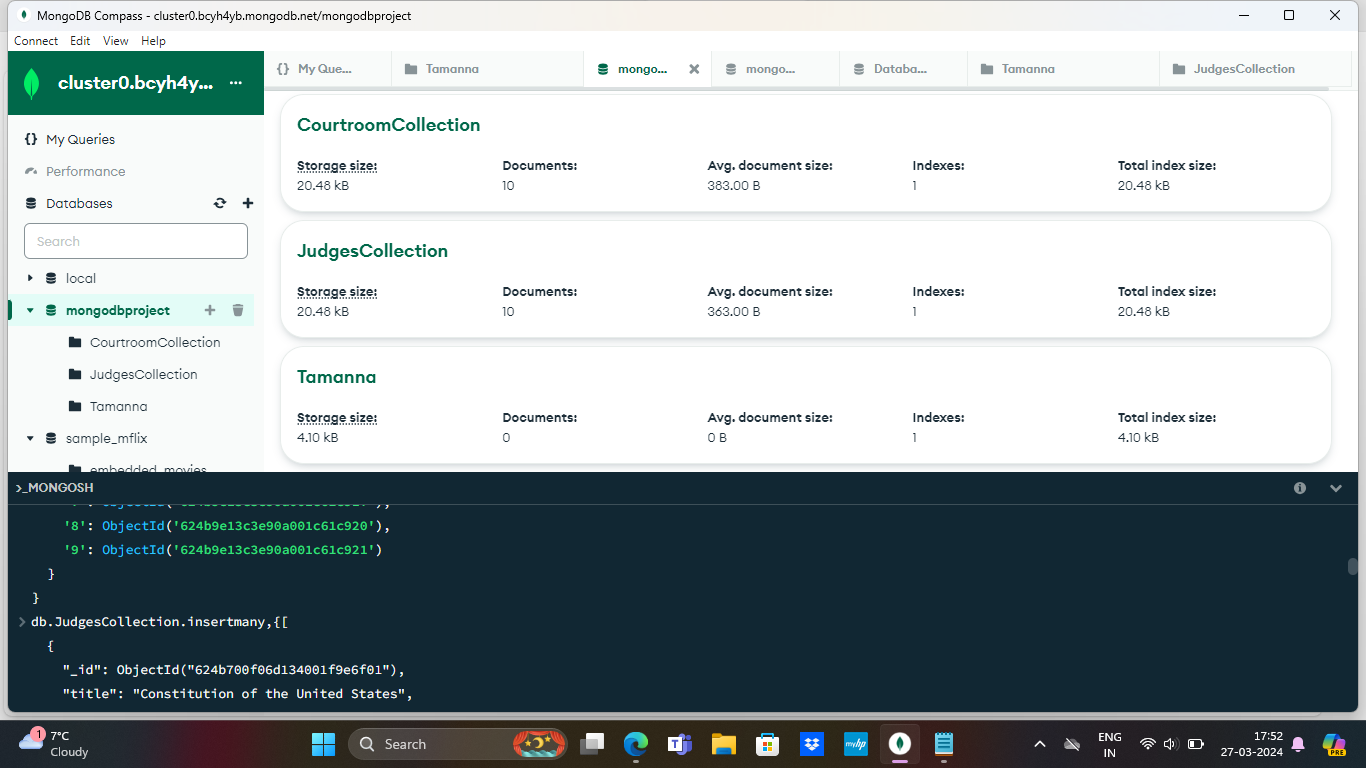 MongoDB Compass - cluster0.bcyh4yb.mongodb.net/mongodbproject
Connect Edit View Help
cluster0.bcyh4y... ...
{} My Que... Tamanna mongo... mongo... Databa... Tamanna JudgesCollection
{} My Queries
Performance
Databases
Search
local
mongodbproject
CourtroomCollection
JudgesCollection
Tamanna
sample_mflix
embedded_movies
CourtroomCollection
Storage size: Documents: Avg. document size: Indexes: Total index size:
20.48 kB 10 383.00 B 1 20.48 kB
JudgesCollection
Storage size: Documents: Avg. document size: Indexes: Total index size:
20.48 kB 10 363.00 B 1 20.48 kB
Tamanna
Storage size: Documents: Avg. document size: Indexes: Total index size:
4.10 kB 0 0 B 1 4.10 kB
>_MONGOSH
'8': ObjectId('624b9e13c3e90a001c61c920'),
'9': ObjectId('624b9e13c3e90a001c61c921')
}
}
> db.JudgesCollection.insertmany,{[
{
"_id": ObjectId("624b700f06d134001f9e6f01"),
"title": "Constitution of the United States",
1 7°C
Cloudy
Search
myhp
PRE
ENG
IN
17:52
27-03-2024